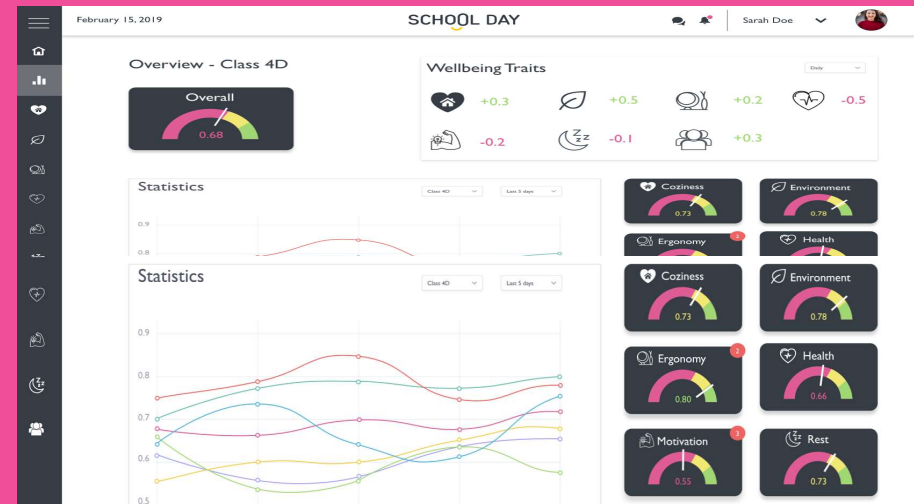 February 15, 2019
SCHOOL DAY
Sarah Doe
Overview - Class 4D
Overall
0.68
Wellbeing Traits
Daily
+0.3
+0.5
+0.2
-0.5
-0.2
-0.1
+0.3
Statistics
Class 4D
Last 5 days
0.9
0.8
Coziness
0.73
Environment
0.78
Ergonomy
2
Health
Statistics
Class 4D
Last 5 days
0.9
0.8
0.7
0.6
0.5
Coziness
0.73
Environment
0.78
Ergonomy
2
0.80
Health
0.66
Motivation
3
0.55
Rest
0.73